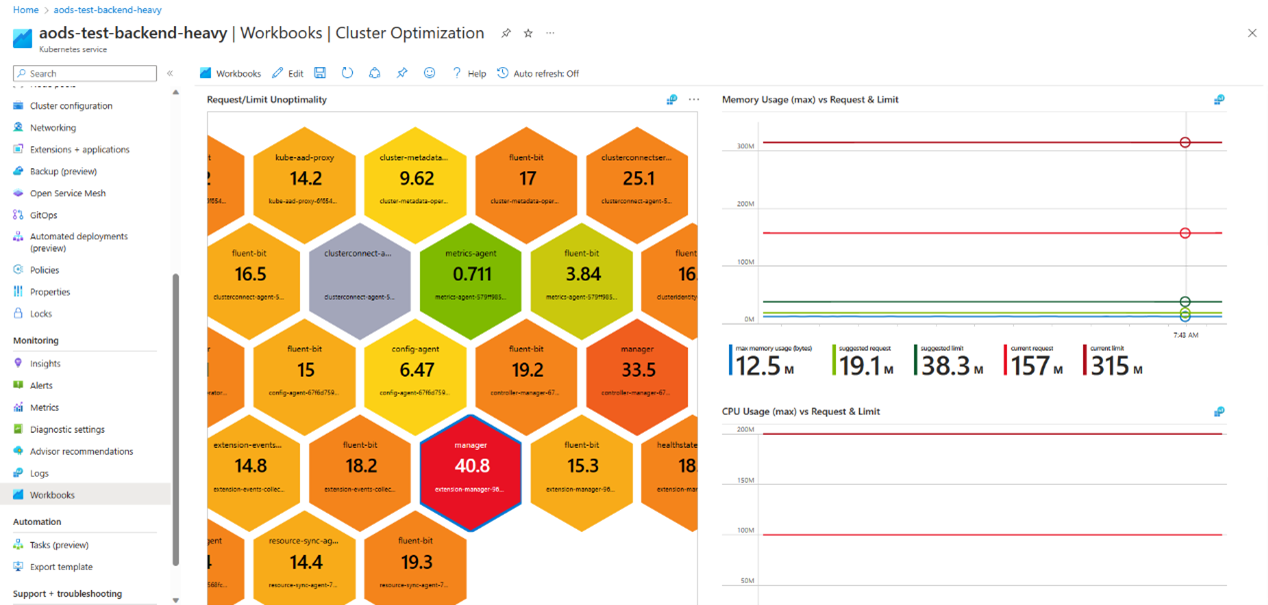 Home > aods-test-backend-heavy
aods-test-backend-heavy | Workbooks | Cluster Optimization
Kubernetes service
Search
Cluster configuration
Networking
Extensions + applications
Backup (preview)
Open Service Mesh
GitOps
Automated deployments
(preview)
Policies
Properties
Locks
Monitoring
Insights
Alerts
Metrics
Diagnostic settings
Advisor recommendations
Logs
Workbooks
Automation
Tasks (preview)
Export template
Support + troubleshooting
Workbooks Edit ? Help Auto refresh: Off
Request/Limit Unoptimality
kube-aad-proxy
14.2
kube-aad-proxy-6f654...
cluster-metadata...
9.62
cluster-metadata-oper...
fluent-bit
17
cluster-metadata-oper...
clusterconnectser...
25.1
clusterconnect-agent-5...
fluent-bit
16.5
clusterconnect-agent-5...
clusterconnect-a...
clusterconnect-agent-5...
metrics-agent
0.711
metrics-agent-579ff985...
fluent-bit
3.84
metrics-agent-579ff985...
fluent
16.
clusteridentity
fluent-bit
15
config-agent-67f6d759...
config-agent
6.47
config-agent-67f6d759...
fluent-bit
19.2
controller-manager-67...
manager
33.5
controller-manager-67...
extension-events...
14.8
extension-events-collec...
fluent-bit
18.2
extension-events-collec...
manager
40.8
extension-manager-96...
fluent-bit
15.3
extension-manager-96...
healthstate
18
extension-man
resource-sync-ag...
14.4
resource-sync-agent-7...
fluent-bit
19.3
resource-sync-agent-7...
Memory Usage (max) vs Request & Limit
300M
200M
100M
0M
7:43 AM
max memory usage (bytes)
12.5 M
suggested request
19.1 M
suggested limit
38.3 M
current request
157 M
current limit
315 M
CPU Usage (max) vs Request & Limit
200M
150M
100M
50M